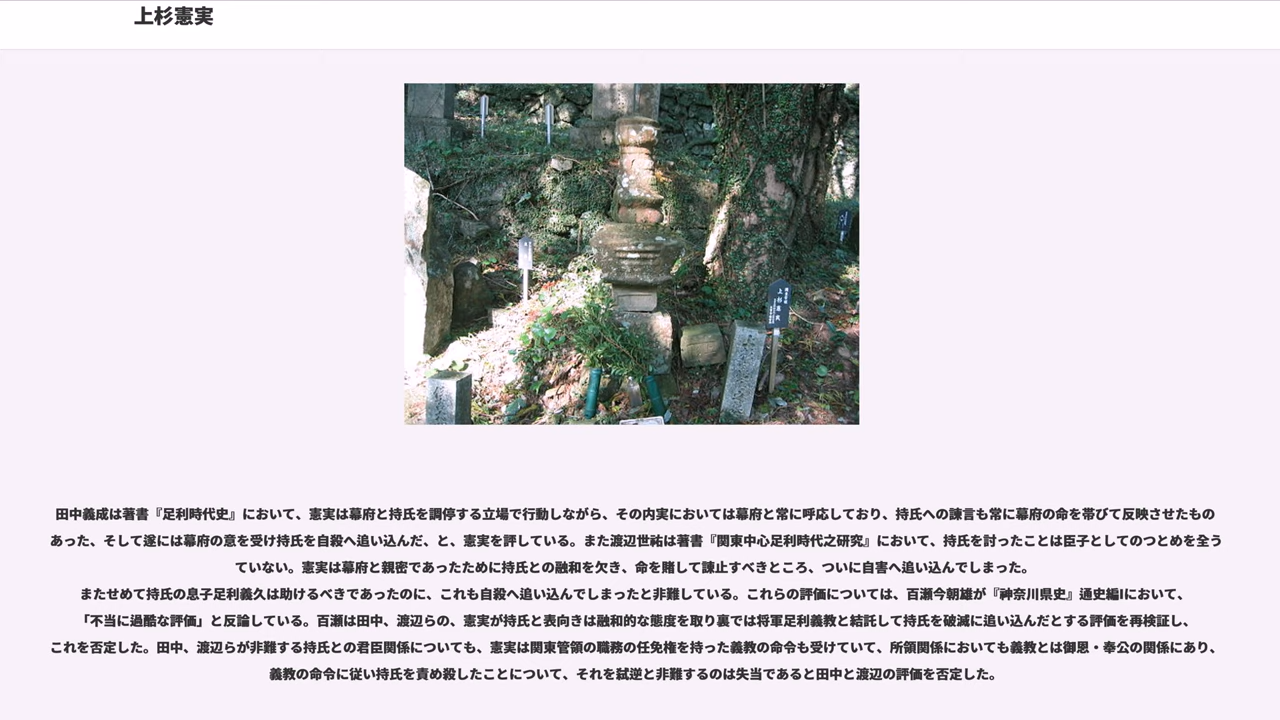 上杉憲実
田中義成は著書『足利時代史』において、憲実は幕府と持氏を調停する立場で行動しながら、その内実においては幕府と常に呼応しており、持氏への諫言も常に幕府の命を帯びて反映させたもの
あった、そして遂には幕府の意を受け持氏を自殺へ追い込んだ、と、憲実を評している。また渡辺世祐は著書『関東中心足利時代之研究』において、持氏を討ったことは臣子としてのつとめを全う
ていない。憲実は幕府と親密であったために持氏との融和を欠き、命を賭して諫止すべきところ、ついに自害へ追い込んでしまった。
またせめて持氏の息子足利義久は助けるべきであったのに、これも自殺へ追い込んでしまったと非難している。これらの評価については、百瀬今朝雄が『神奈川県史』通史編Iにおいて、
「不当に過酷な評価」と反論している。百瀬は田中、渡辺らの、憲実が持氏と表向きは融和的な態度を取り裏では将軍足利義教と結託して持氏を破滅に追い込んだとする評価を再検証し、
これを否定した。田中、渡辺らが非難する持氏との君臣関係についても、憲実は関東管領の職務の任免権を持った義教の命令も受けていて、所領関係においても義教とは御恩・奉公の関係にあり、
義教の命令に従い持氏を責め殺したことについて、それを弑逆と非難するのは失当であると田中と渡辺の評価を否定した。